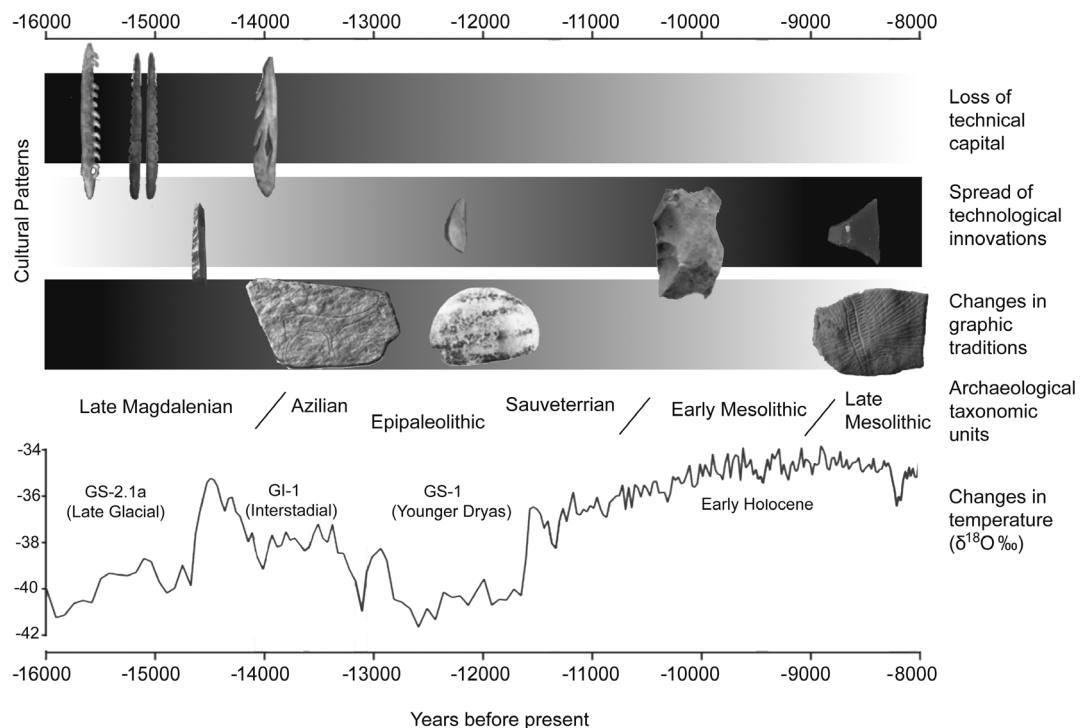 -16000 -15000 -14000 -13000 -12000 -11000 -10000 -9000 -8000
Cultural Patterns
Loss of
technical
capital
Spread of
technological
innovations
Changes in
graphic
traditions
Late Magdalenian
Azilian
Epipaleolithic
Sauveterrian
Early Mesolithic
Late
Mesolithic
Archaeological
taxonomic
units
-34
-36
-38
-40
-42
GS-2.1a
(Late Glacial)
GI-1
(Interstadial)
GS-1
(Younger Dryas)
Early Holocene
Changes in
temperature
(δ¹⁸O ‰)
-16000 -15000 -14000 -13000 -12000 -11000 -10000 -9000 -8000
Years before present